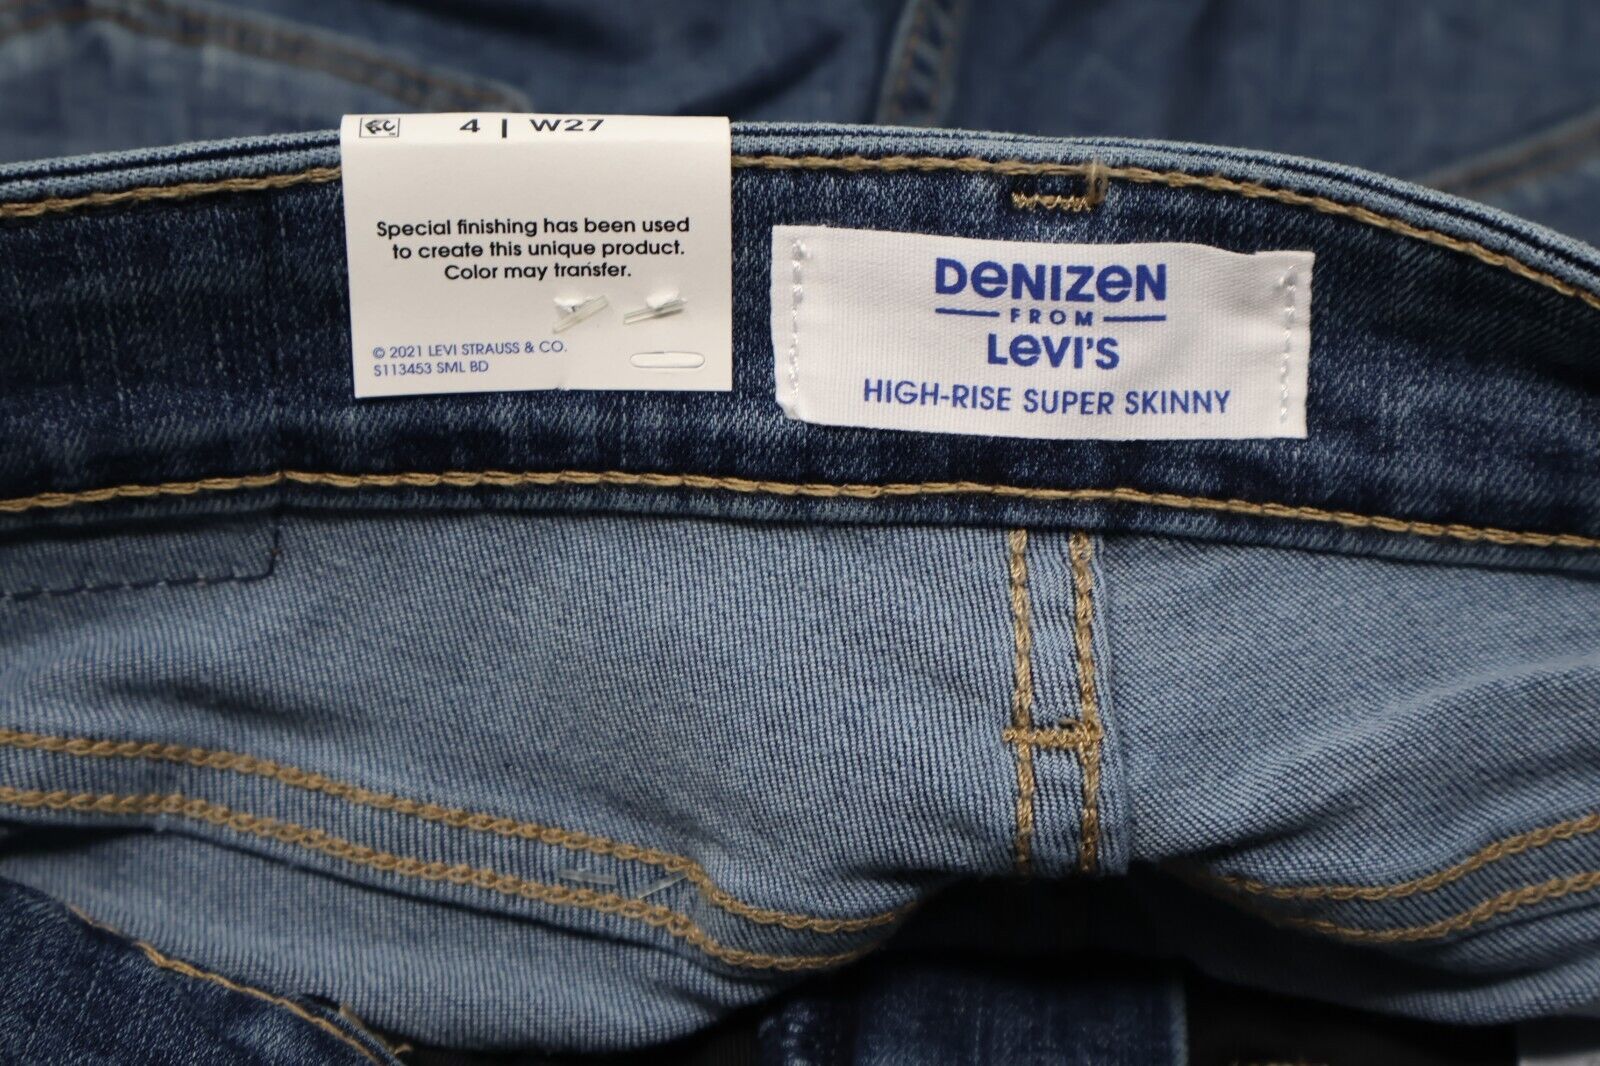 4 | W27
Special finishing has been used
to create this unique product.
Color may transfer.
© 2021 LEVI STRAUSS & CO.
S113453 SML BD
DeNiZeN
FROM
Levi's
HIGH-RISE SUPER SKINNY